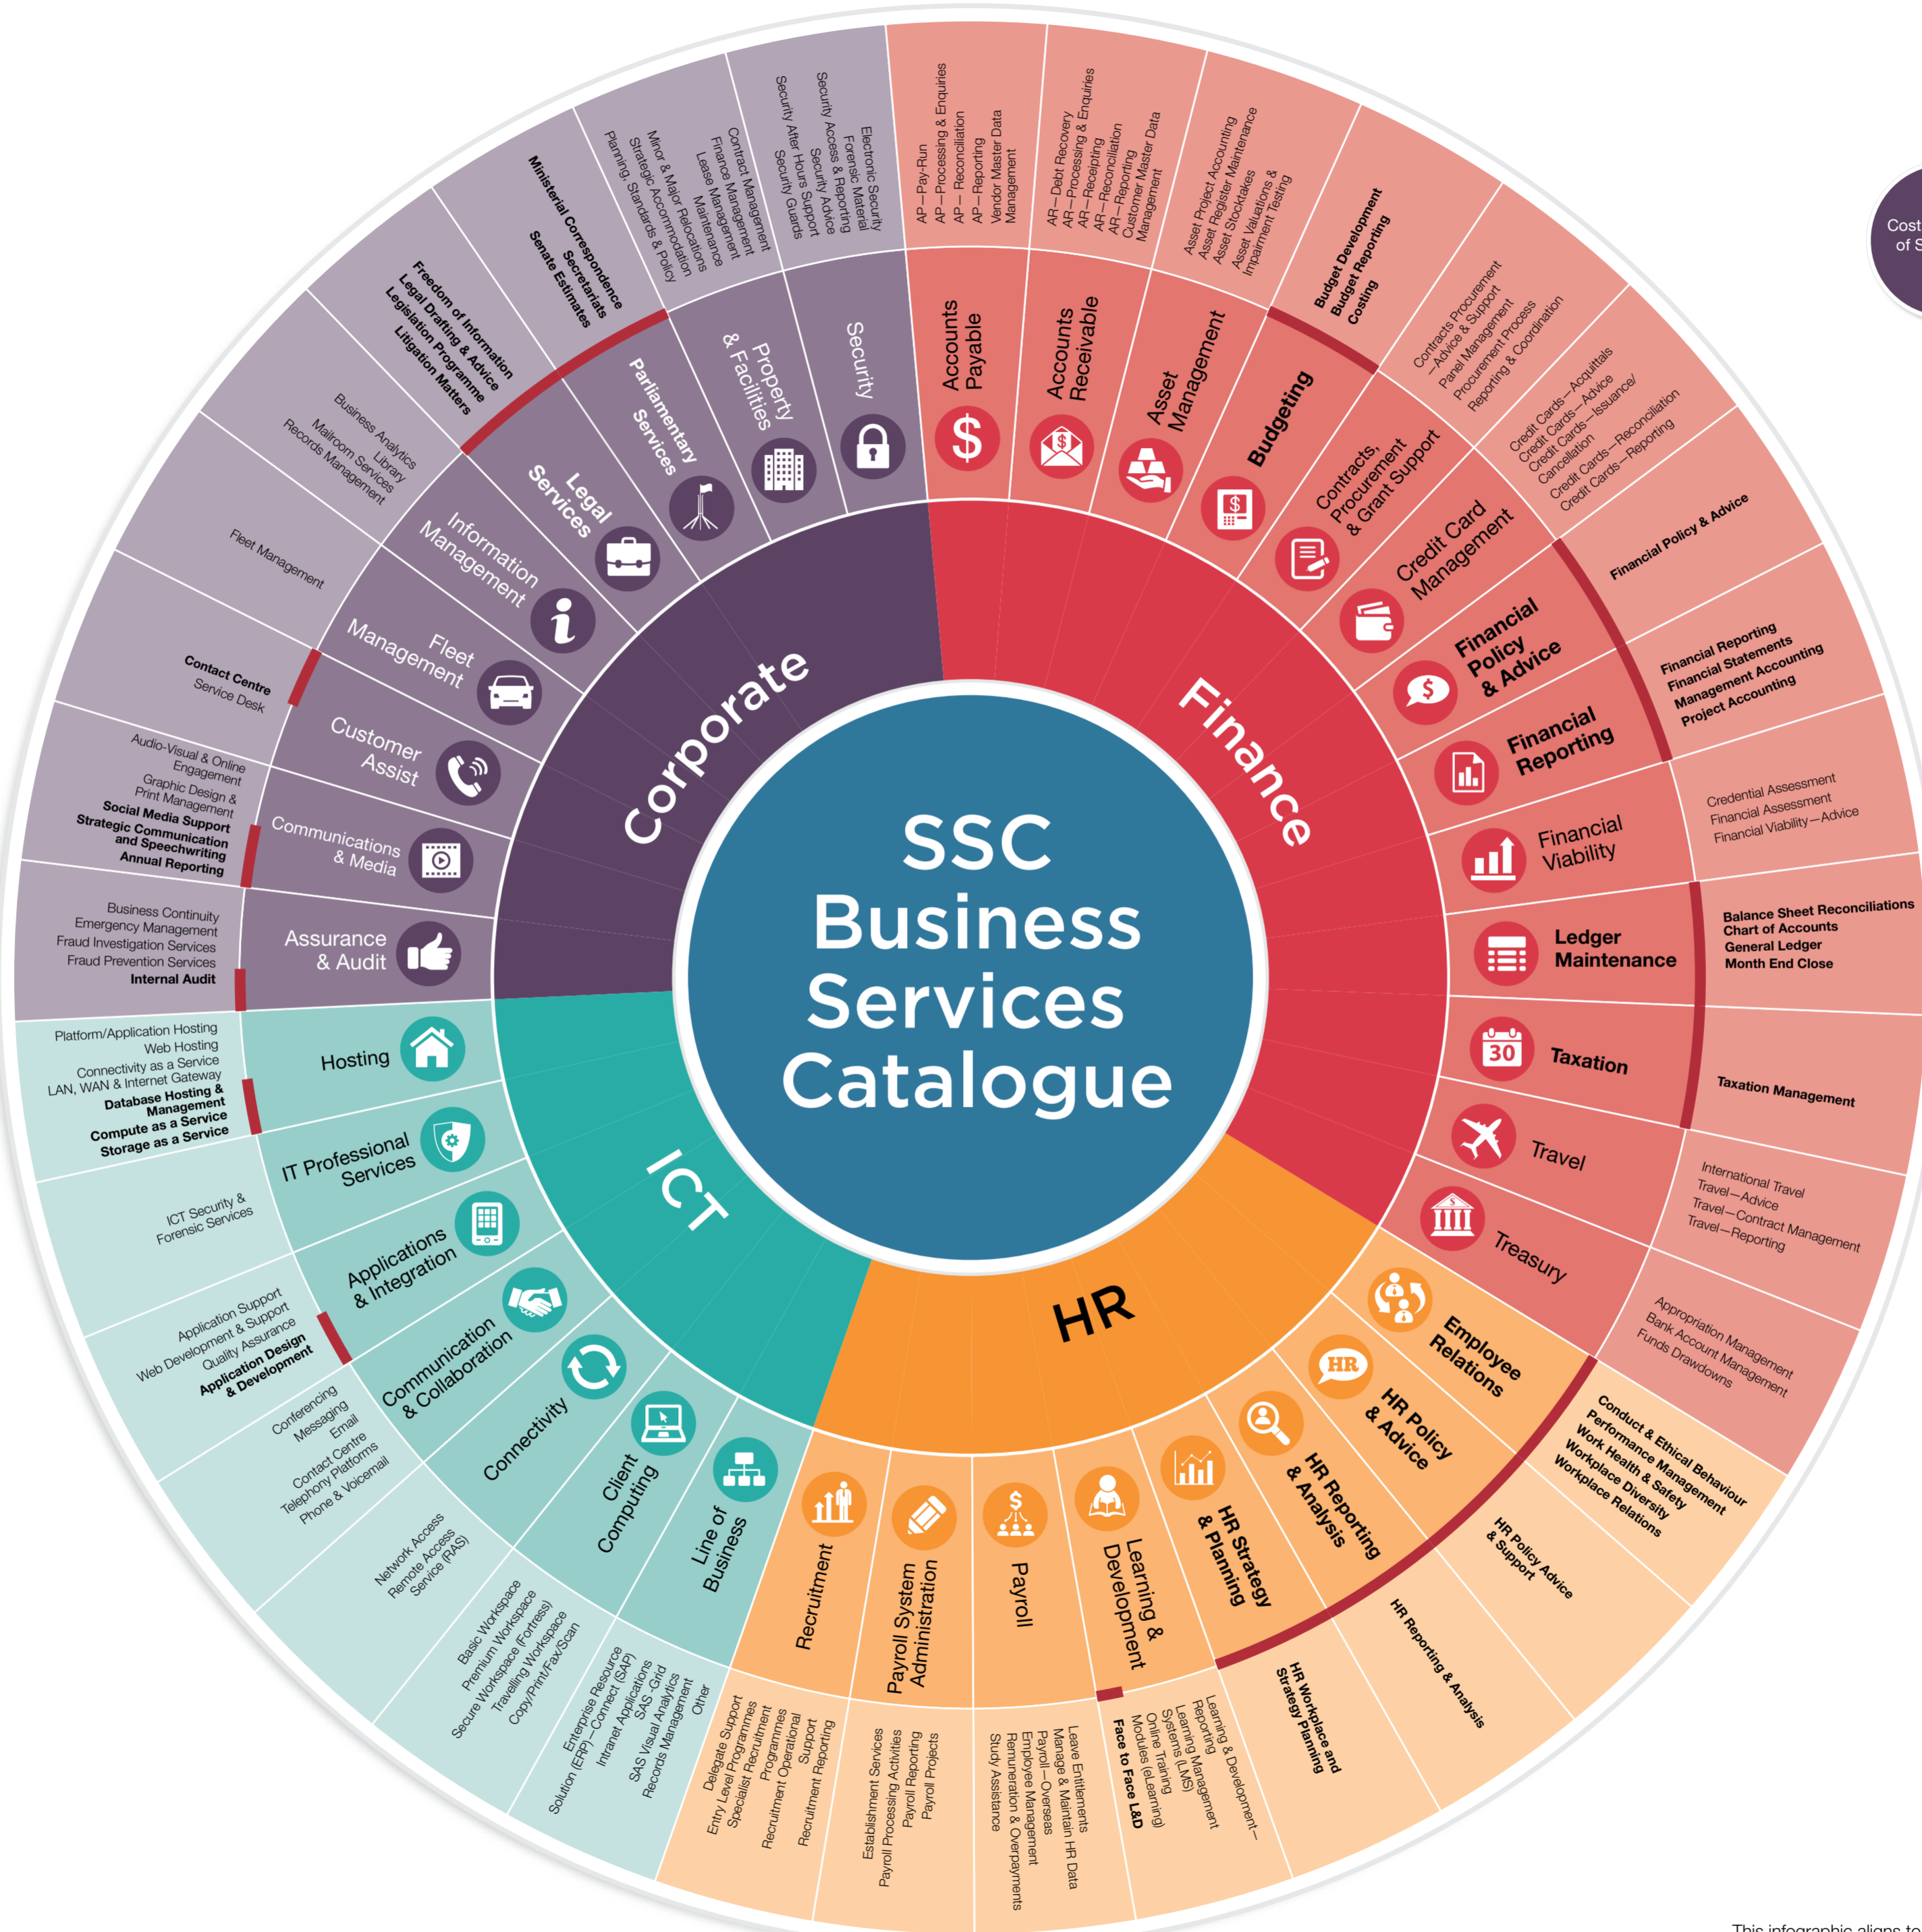 SSC
Business
Services
Catalogue
Finance
Accounts
Payable
AP—Pay-Run
AP—Processing & Enquiries
AP— Reconciliation
AP—Reporting
Vendor Master Data
Management
Accounts
Receivable
AR—Debt Recovery
AR—Processing & Enquiries
AR—Receipting
AR—Reconciliation
AR—Reporting
Customer Master Data
Management
Asset
Management
Asset Project Accounting
Asset Register Maintenance
Asset Stocktakes
Asset Valuations &
Impairment Testing
Budgeting
Budget Development
Budget Reporting
Costing
Contracts,
Procurement
& Grant Support
Contracts Procurement
—Advice & Support
Panel Management
Procurement Process
Reporting & Coordination
Credit Card
Management
Credit Cards—Acquittals
Credit Cards—Advice
Credit Cards—Issuance/
Cancellation
Credit Cards—Reconciliation
Credit Cards—Reporting
Financial
Policy
& Advice
Financial Policy & Advice
Financial
Reporting
Financial Reporting
Financial Statements
Management Accounting
Project Accounting
Financial
Viability
Credential Assessment
Financial Assessment
Financial Viability—Advice
Ledger
Maintenance
Balance Sheet Reconciliations
Chart of Accounts
General Ledger
Month End Close
30
Taxation
Taxation Management
Travel
International Travel
Travel—Advice
Travel—Contract Management
Travel—Reporting
Treasury
Appropriation Management
Bank Account Management
Funds Drawdowns
HR
Employee
Relations
Conduct & Ethical Behaviour
Performance Management
Work Health & Safety
Workplace Diversity
Workplace Relations
HR
HR Policy
& Advice
HR Policy Advice
& Support
HR Reporting
& Analysis
HR Reporting & Analysis
HR Strategy
& Planning
HR Workplace and
Strategy Planning
Learning &
Development
Learning & Development—
Reporting
Learning Management
Systems (LMS)
Online Training
Modules (eLearning)
Face to Face L&D
Payroll
Leave Entitlements
Manage & Maintain HR Data
Payroll—Overseas
Employee Management
Remuneration & Overpayments
Study Assistance
Payroll System
Administration
Establishment Services
Payroll Processing Activities
Payroll Reporting
Payroll Projects
Recruitment
Delegate Support
Entry Level Programmes
Specialist Recruitment
Programmes
Recruitment Operational
Support
Recruitment Reporting
ICT
Line of
Business
Enterprise Resource
Solution (ERP)—Connect (SAP)
Intranet Applications
SAS -Grid
SAS Visual Analytics
Records Management
Other
Client
Computing
Basic Workspace
Premium Workspace
Secure Workspace (Fortress)
Travelling Workspace
Copy/Print/Fax/Scan
Connectivity
Network Access
Remote Access
Service (RAS)
Communication
& Collaboration
Conferencing
Messaging
Email
Contact Centre
Telephony Platforms
Phone & Voicemail
Applications
& Integration
Application Support
Web Development & Support
Quality Assurance
Application Design
& Development
IT Professional
Services
ICT Security &
Forensic Services
Hosting
Platform/Application Hosting
Web Hosting
Connectivity as a Service
LAN, WAN & Internet Gateway
Database Hosting &
Management
Compute as a Service
Storage as a Service
Corporate
Assurance
& Audit
Business Continuity
Emergency Management
Fraud Investigation Services
Fraud Prevention Services
Internal Audit
Communications
& Media
Audio-Visual & Online
Engagement
Graphic Design &
Print Management
Social Media Support
Strategic Communication
and Speechwriting
Annual Reporting
Customer
Assist
Contact Centre
Service Desk
Fleet
Management
Fleet Management
Information
Management
Business Analytics
Library
Mailroom Services
Records Management
Legal
Services
Freedom of Information
Legal Drafting & Advice
Legislation Programme
Litigation Matters
Parliamentary
Services
Ministerial Correspondence
Secretariats
Senate Estimates
Property
& Facilities
Contract Management
Finance Management
Lease Management
Maintenance
Minor & Major Relocations
Strategic Accommodation
Planning, Standards & Policy
Security
Electronic Security
Forensic Material
Security Access & Reporting
Security Advice
Security After Hours Support
Security Guards
Cost
of S
This infographic aligns to